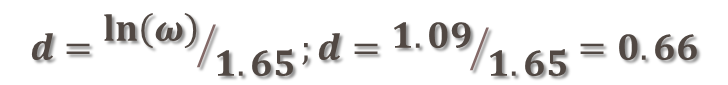 d = ln(ω)/1.65; d = 1.09/1.65 = 0.66